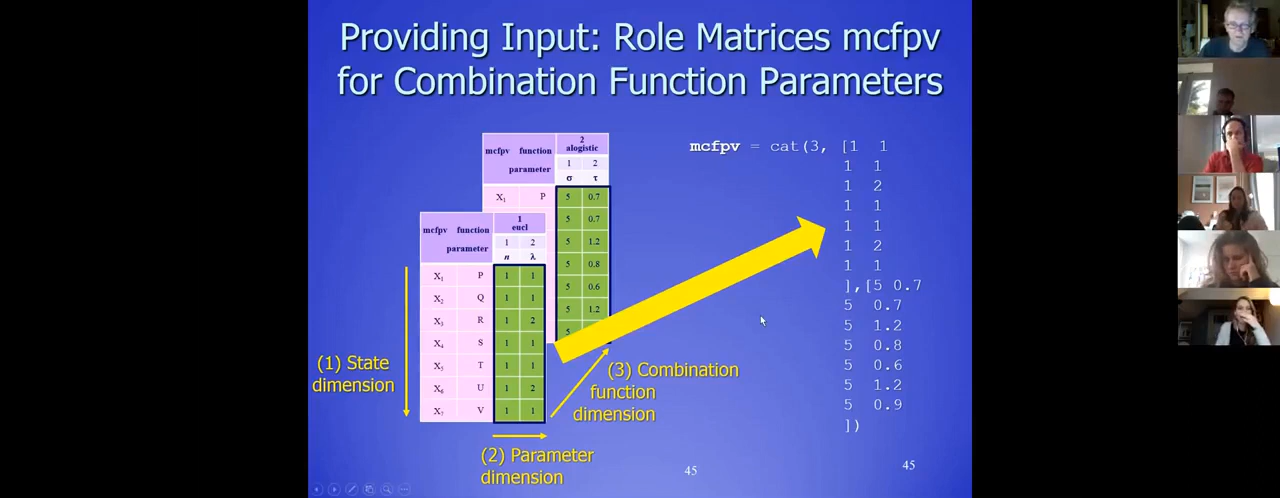 Providing Input: Role Matrices mcfpv
for Combination Function Parameters
mcfpv function
parameter
2
alogistic
1 2
σ τ
X1 P 5 0.7
5 0.7
5 1.2
5 0.8
5 0.6
5 1.2
5
mcfpv function
parameter
1
eucl
1 2
n λ
X1 P 1 1
X2 Q 1 1
X3 R 1 2
X4 S 1 1
X5 T 1 1
X6 U 1 2
X7 V 1 1
(1) State
dimension
(2) Parameter
dimension
(3) Combination
function
dimension
mcfpv = cat(3, [1 1
1 1
1 2
1 1
1 1
1 2
1 1
],[5 0.7
5 0.7
5 1.2
5 0.8
5 0.6
5 1.2
5 0.9
])
45
45